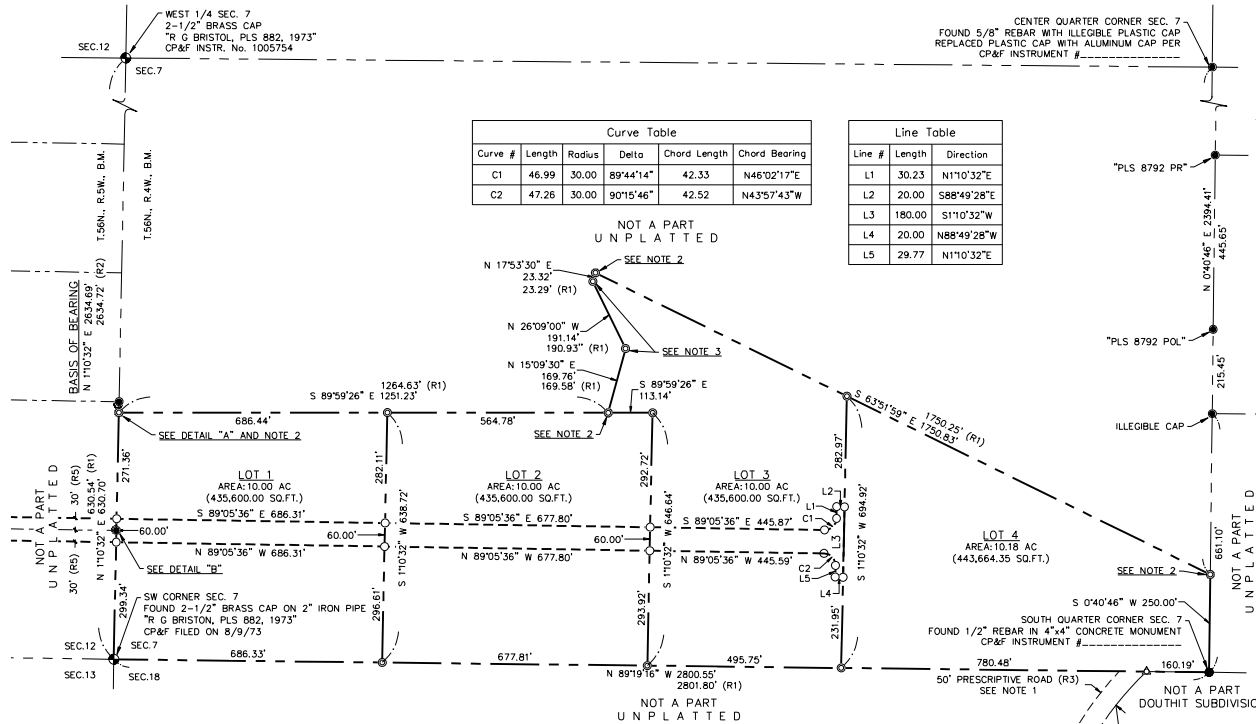 WEST 1/4 SEC. 7
2-1/2" BRASS CAP
"R G BRISTOL, PLS 882, 1973"
CP&F INSTR. No. 1005754
SEC.12
SEC.7
CENTER QUARTER CORNER SEC. 7
FOUND 5/8" REBAR WITH ILLEGIBLE PLASTIC CAP
REPLACED PLASTIC CAP WITH ALUMINUM CAP PER
CP&F INSTRUMENT #_______________
T.56N., R.5W., B.M.
T.56N., R.4W., B.M.
Curve Table
Curve # Length Radius Delta Chord Length Chord Bearing
C1 46.99 30.00 89°44'14" 42.33 N46°02'17"E
C2 47.26 30.00 90°15'46" 42.52 N43°57'43"W
Line Table
Line # Length Direction
L1 30.23 N1°10'32"E
L2 20.00 S88°49'28"E
L3 180.00 S1°10'32"W
L4 20.00 N88°49'28"W
L5 29.77 N1°10'32"E
"PLS 8792 PR"
N 0°40'46" E 2394.41'
445.65'
"PLS 8792 POL"
215.45'
ILLEGIBLE CAP
661.10'
NOT A PART
UNPLATTED
NOT A PART
UNPLATTED
SEE NOTE 2
N 17°53'30" E
23.32'
23.29' (R1)
N 26°09'00" W
191.14'
190.93" (R1)
SEE NOTE 3
N 15°09'30" E
169.76'
169.58' (R1)
S 89°59'26" E
113.14'
BASIS OF BEARING
N 1°10'32" E 2634.69'
2634.72' (R2)
1264.63' (R1)
S 89°59'26" E 1251.23'
686.44'
564.78'
SEE DETAIL "A" AND NOTE 2
SEE NOTE 2
S 63°51'59" E 1750.83'
1750.25' (R1)
NOT A PART
UNPLATTED
30' (R5)
30' (R5)
630.54' (R1)
N 1°10'32" E 630.70'
271.36'
299.34'
LOT 1
AREA: 10.00 AC
(435,600.00 SQ.FT.)
S 89°05'36" E 686.31'
60.00'
N 89°05'36" W 686.31'
SEE DETAIL "B"
282.11'
S 1°10'32" W 638.72'
296.61'
60.00'
LOT 2
AREA: 10.00 AC
(435,600.00 SQ.FT.)
S 89°05'36" E 677.80'
N 89°05'36" W 677.80'
292.72'
S 1°10'32" W 646.64'
293.92'
60.00'
LOT 3
AREA: 10.00 AC
(435,600.00 SQ.FT.)
S 89°05'36" E 445.87'
N 89°05'36" W 445.59'
282.97'
S 1°10'32" W 694.92'
231.95'
L2
L1
C1
L3
C2
L5
L4
LOT 4
AREA: 10.18 AC
(443,664.35 SQ.FT.)
SEE NOTE 2
S 0°40'46" W 250.00'
SOUTH QUARTER CORNER SEC. 7
FOUND 1/2" REBAR IN 4"x4" CONCRETE MONUMENT
CP&F INSTRUMENT #_______________
SW CORNER SEC. 7
FOUND 2-1/2" BRASS CAP ON 2" IRON PIPE
"R G BRISTON, PLS 882, 1973"
CP&F FILED ON 8/9/73
SEC.12
SEC.7
SEC.13
SEC.18
686.33'
677.81'
495.75'
780.48'
160.19'
N 89°19'16" W 2800.55'
2801.80' (R1)
50' PRESCRIPTIVE ROAD (R3)
SEE NOTE 1
NOT A PART
UNPLATTED
NOT A PART
DOUTHIT SUBDIVISIO